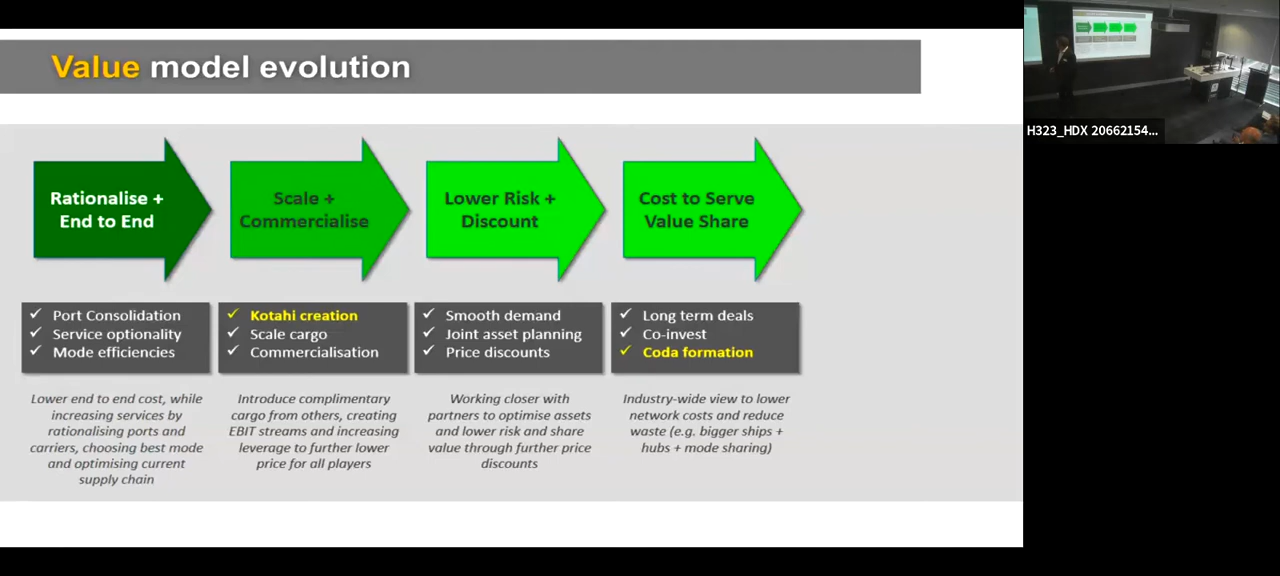 Value model evolution
Rationalise +
End to End
Scale +
Commercialise
Lower Risk +
Discount
Cost to Serve
Value Share
✓ Port Consolidation
✓ Service optionality
✓ Mode efficiencies
✓ Kotahi creation
✓ Scale cargo
✓ Commercialisation
✓ Smooth demand
✓ Joint asset planning
✓ Price discounts
✓ Long term deals
✓ Co-invest
✓ Coda formation
Lower end to end cost, while
increasing services by
rationalising ports and
carriers, choosing best mode
and optimising current
supply chain
Introduce complimentary
cargo from others, creating
EBIT streams and increasing
leverage to further lower
price for all players
Working closer with
partners to optimise assets
and lower risk and share
value through further price
discounts
Industry-wide view to lower
network costs and reduce
waste (e.g. bigger ships +
hubs + mode sharing)
H323_HDX 20662154...